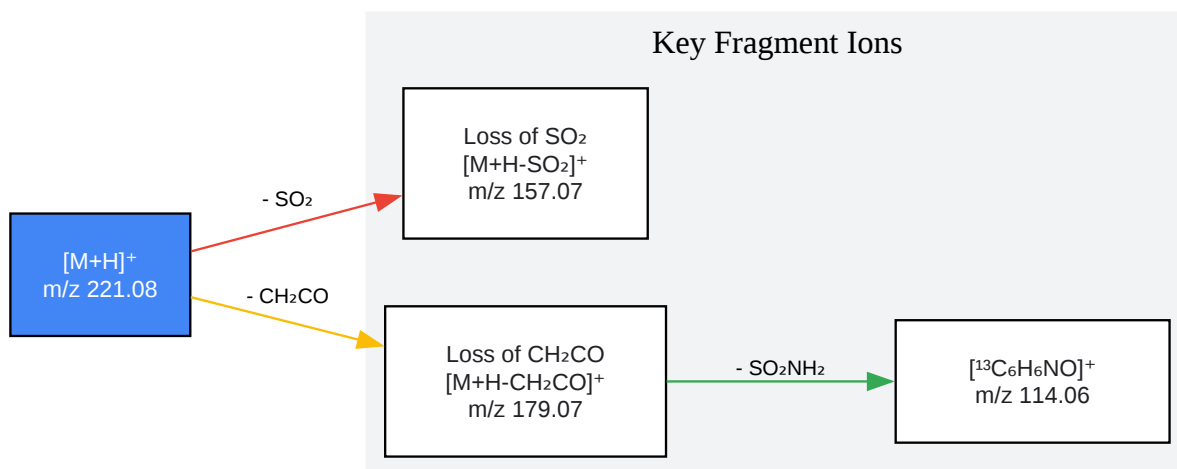 Key Fragment Ions
Loss of SO₂
[M+H-SO₂]⁺
m/z 157.07
- SO₂
[M+H]⁺
m/z 221.08
- CH₂CO
Loss of CH₂CO
[M+H-CH₂CO]⁺
m/z 179.07
- SO₂NH₂
[¹³C₆H₆NO]⁺
m/z 114.06